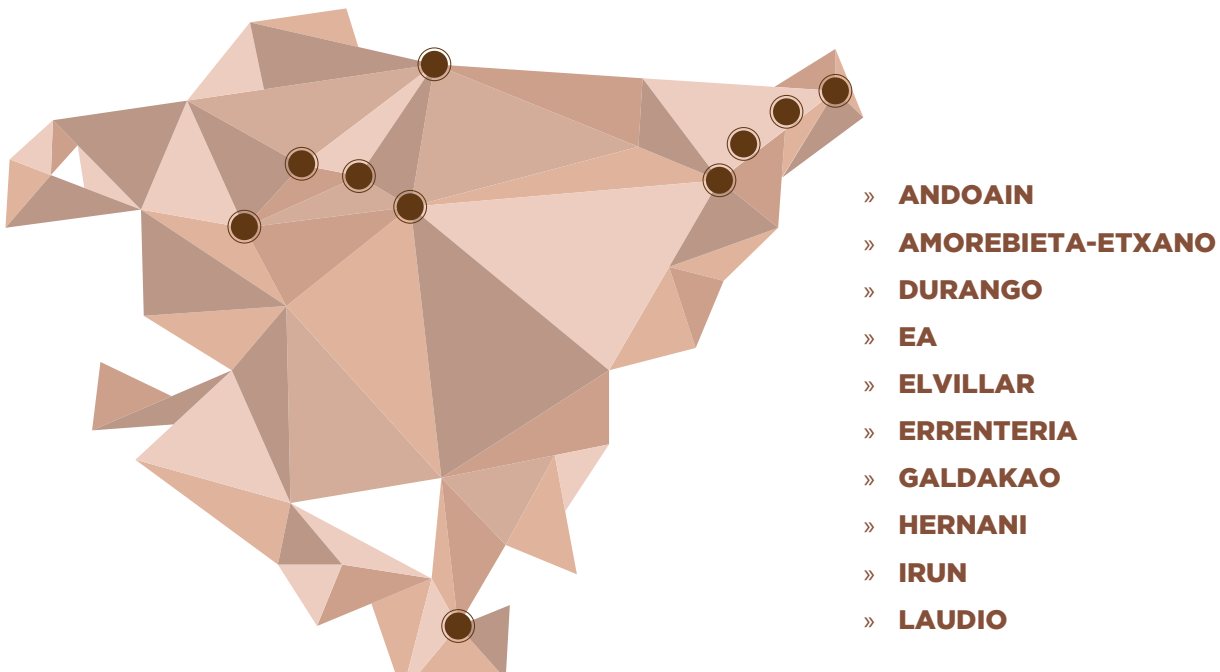 » ANDOAIN
» AMOREBIETA-ETXANO
» DURANGO
» EA
» ELVILLAR
» ERRENTERIA
» GALDAKAO
» HERNANI
» IRUN
» LAUDIO